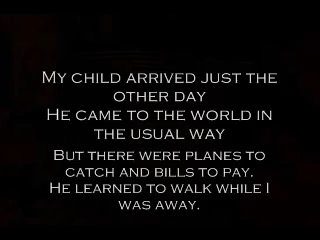 My child arrived just the
other day
He came to the world in
the usual way
But there were planes to
catch and bills to pay.
He learned to walk while I
was away.